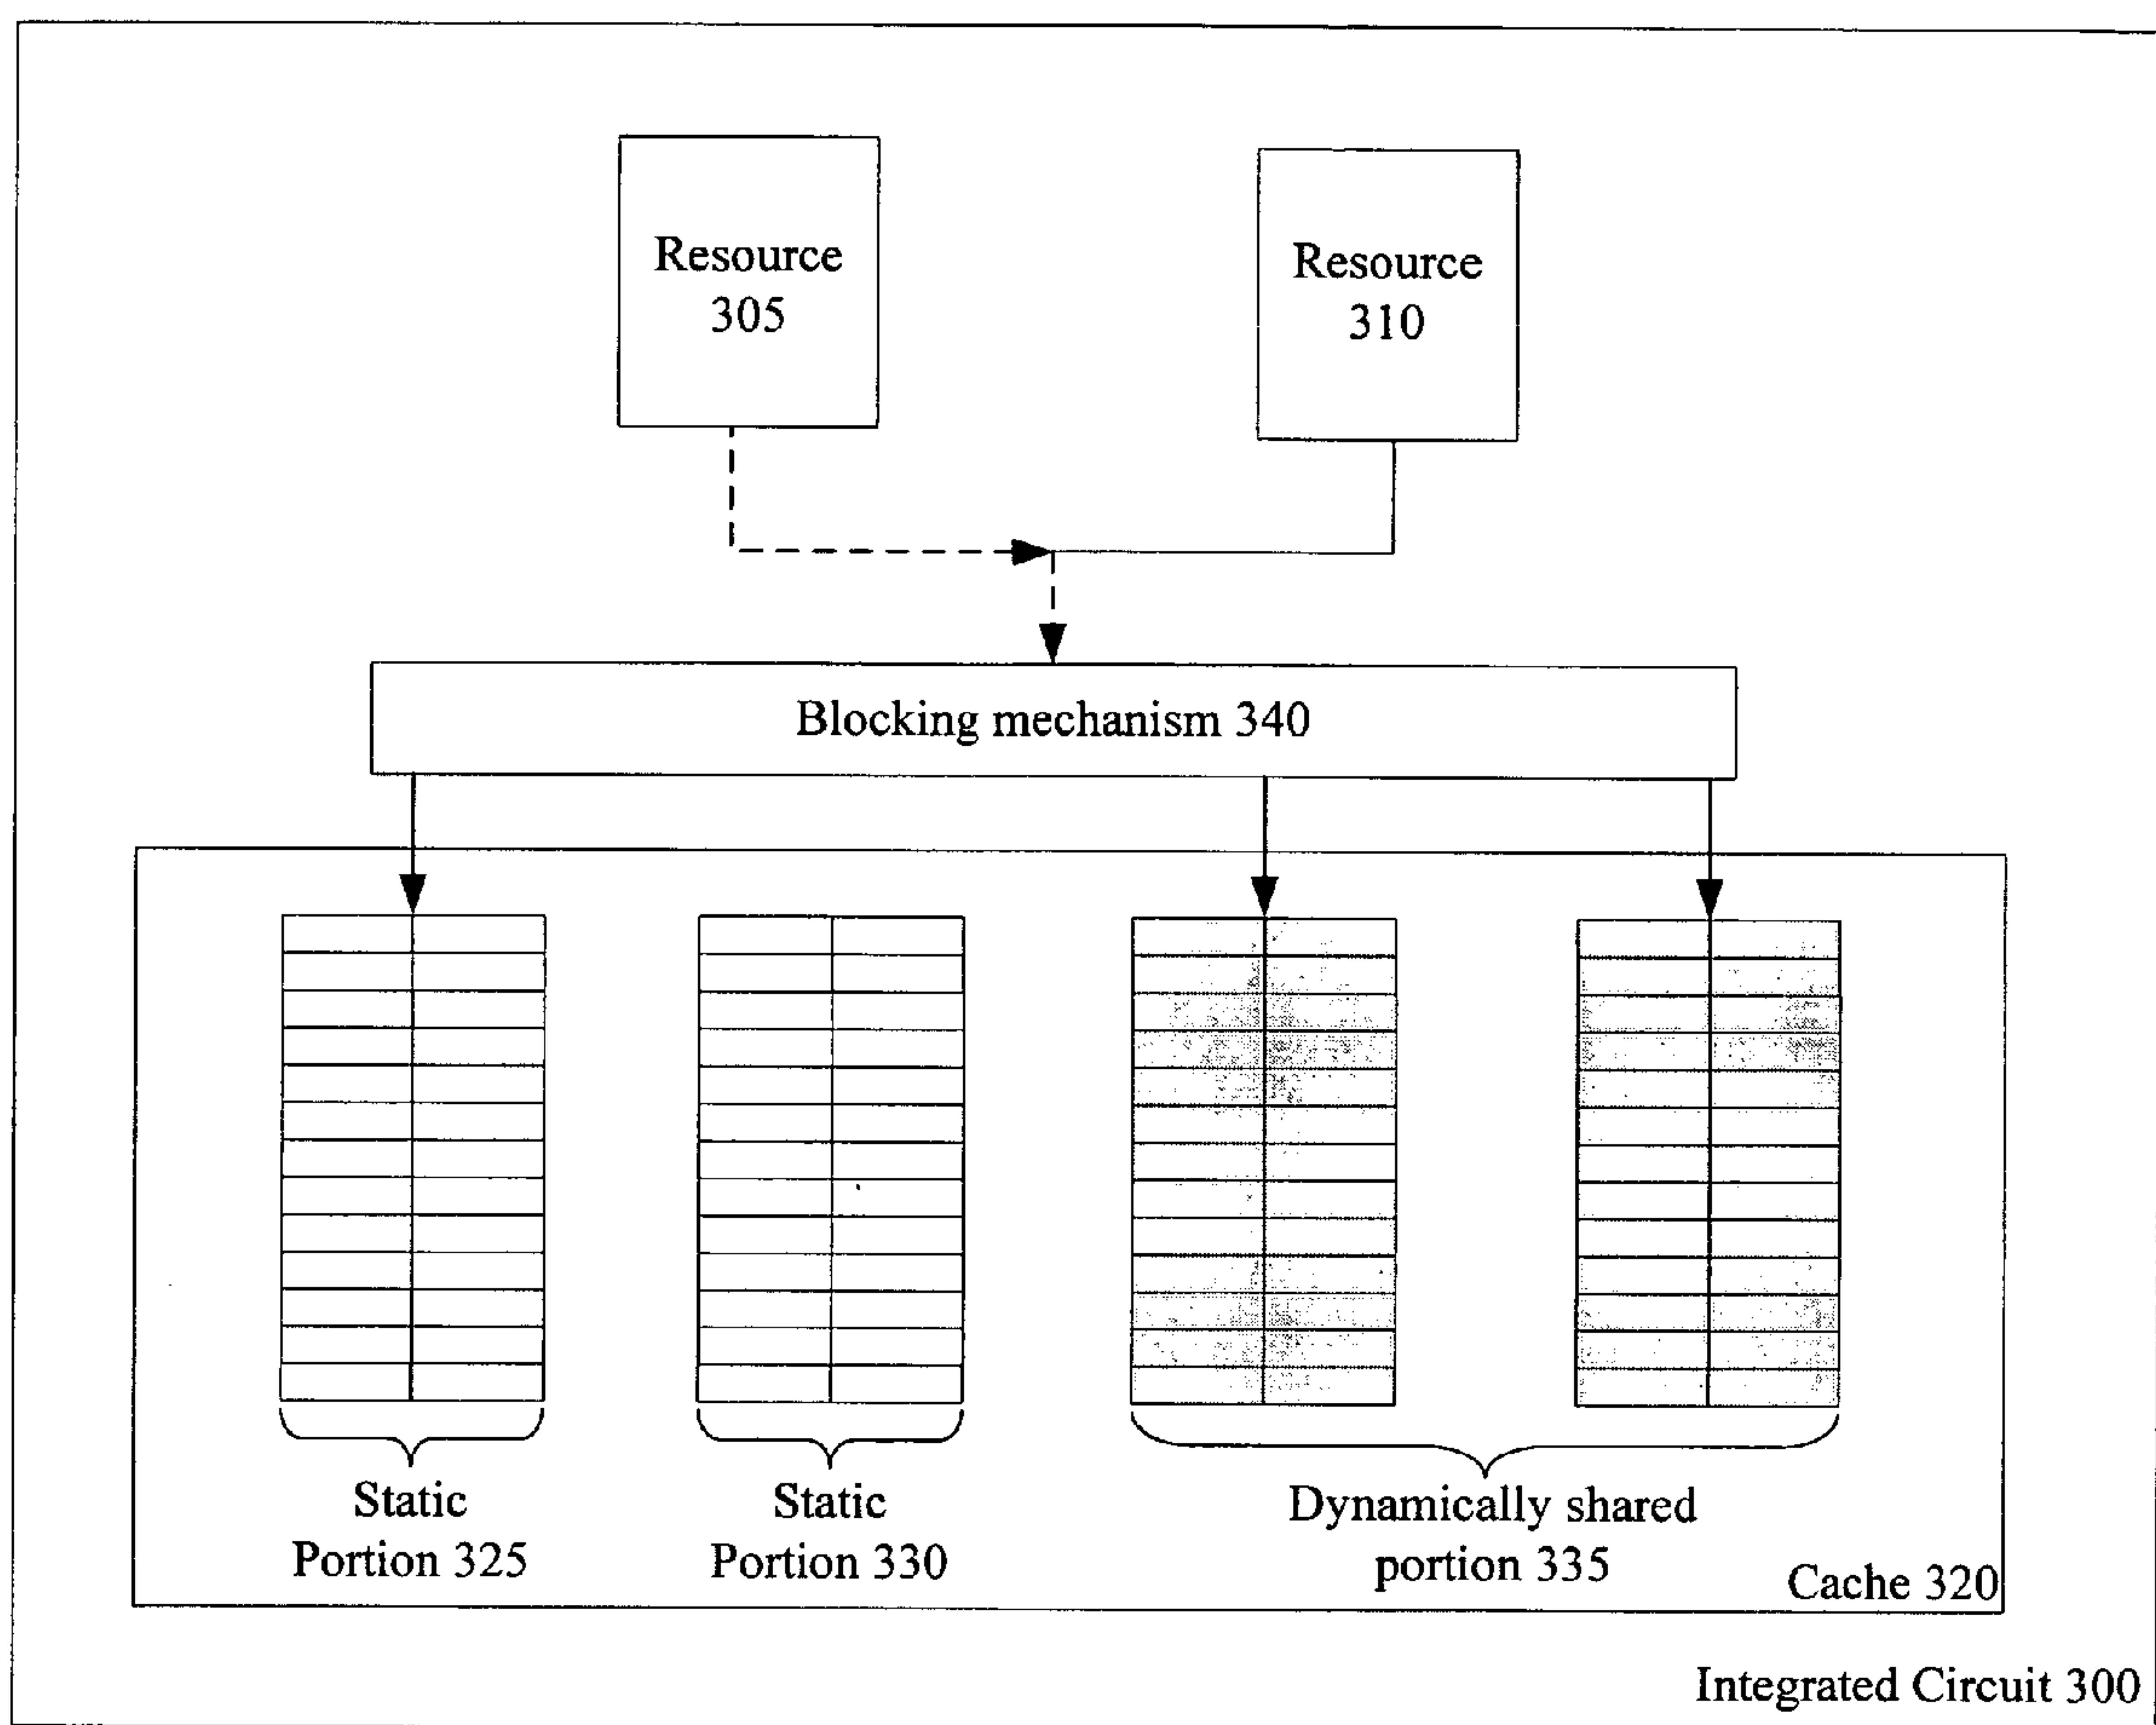 Resource
305
Resource
310
Blocking mechanism 340
Static
Portion 325
Static
Portion 330
Dynamically shared
portion 335
Cache 320
Integrated Circuit 300